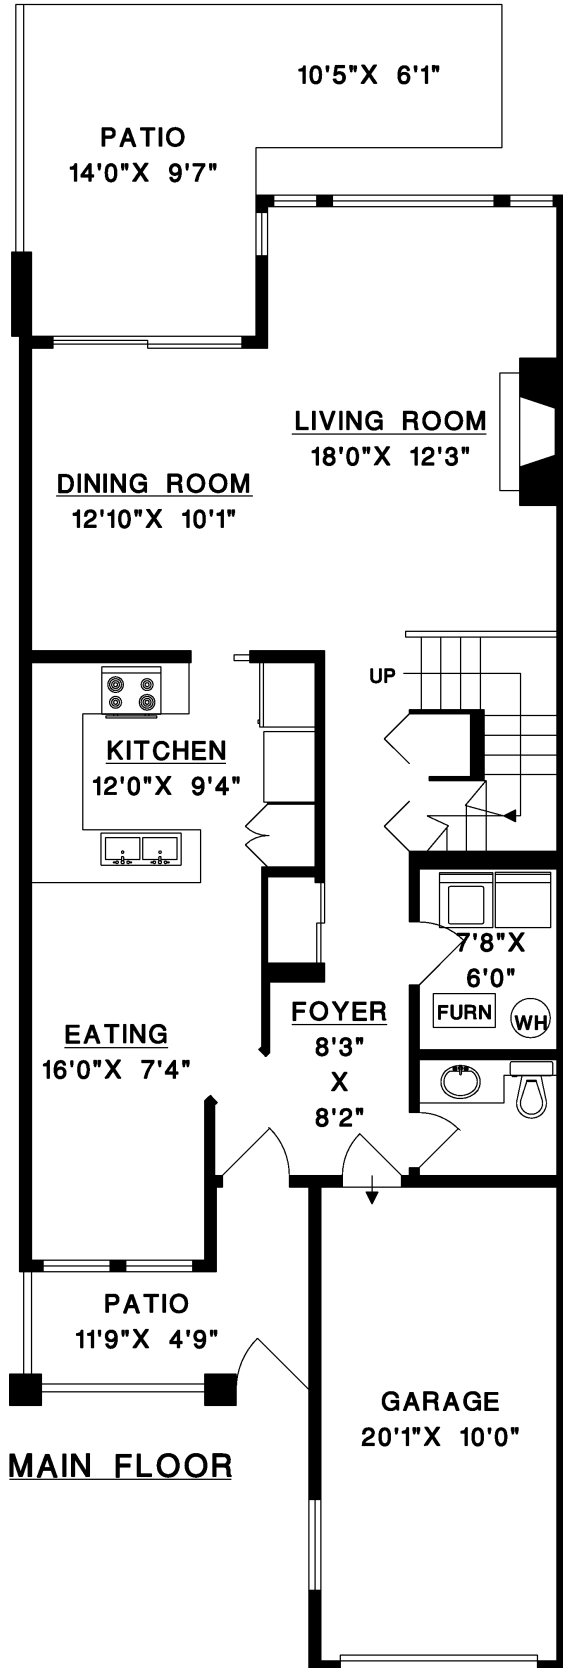 10'5"X 6'1"
PATIO
14'0"X 9'7"
LIVING ROOM
18'0"X 12'3"
DINING ROOM
12'10"X 10'1"
UP
KITCHEN
12'0"X 9'4"
7'8"X
6'0"
FURN
WH
FOYER
8'3"
X
8'2"
EATING
16'0"X 7'4"
PATIO
11'9"X 4'9"
GARAGE
20'1"X 10'0"
MAIN FLOOR